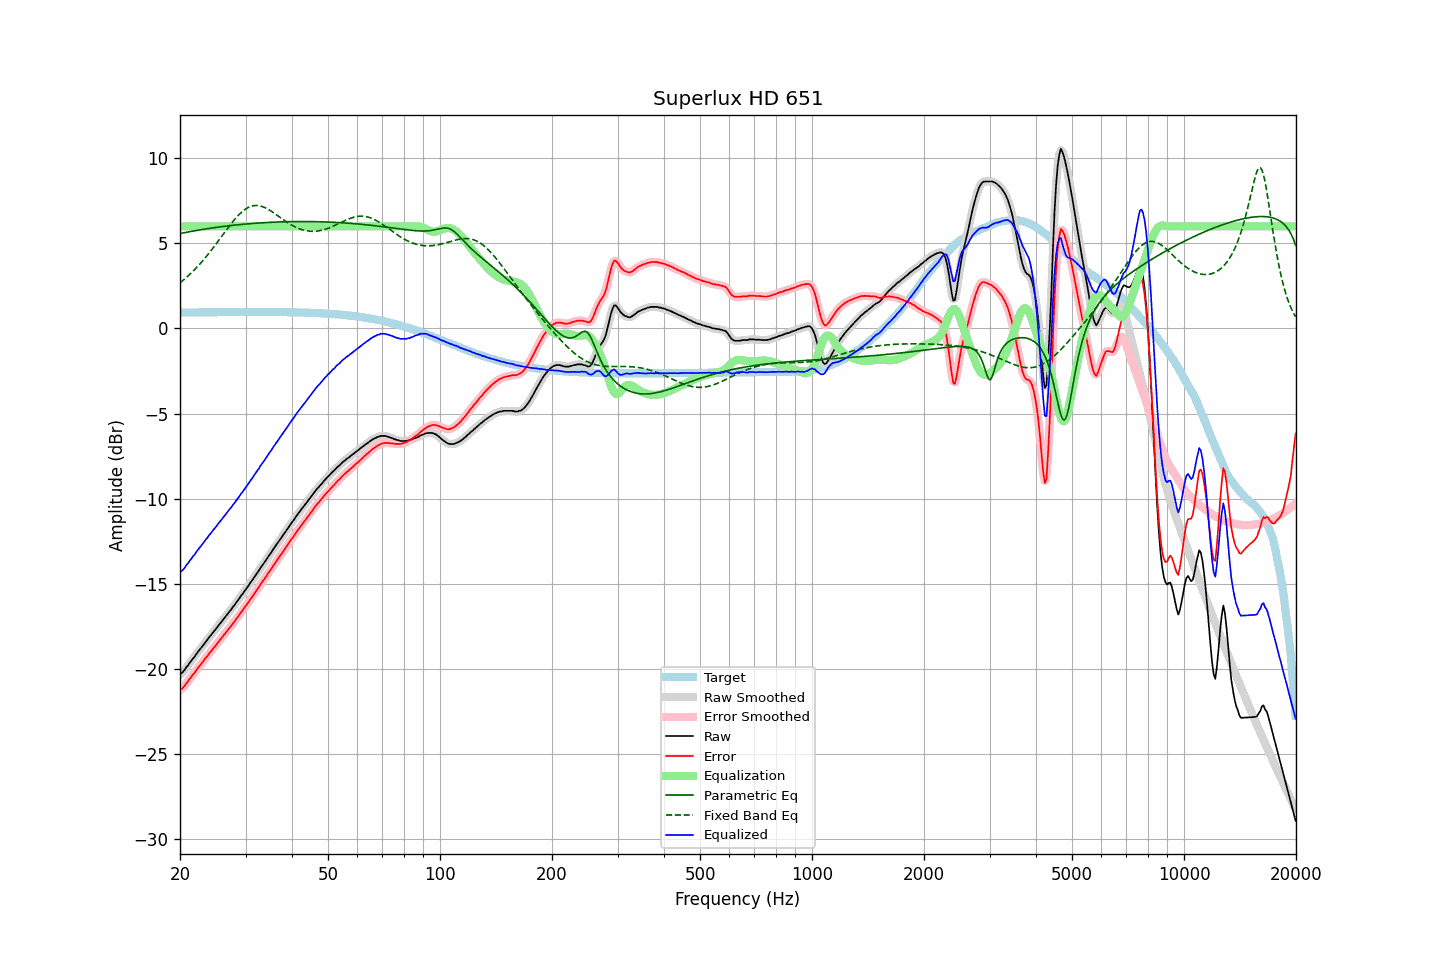 Superlux HD 651
Amplitude (dBr)
10
5
0
−5
−10
−15
−20
−25
−30
Target
Raw Smoothed
Error Smoothed
Raw
Error
Equalization
Parametric Eq
Fixed Band Eq
Equalized
20 50 100 200 500 1000 2000 5000 10000 20000
Frequency (Hz)